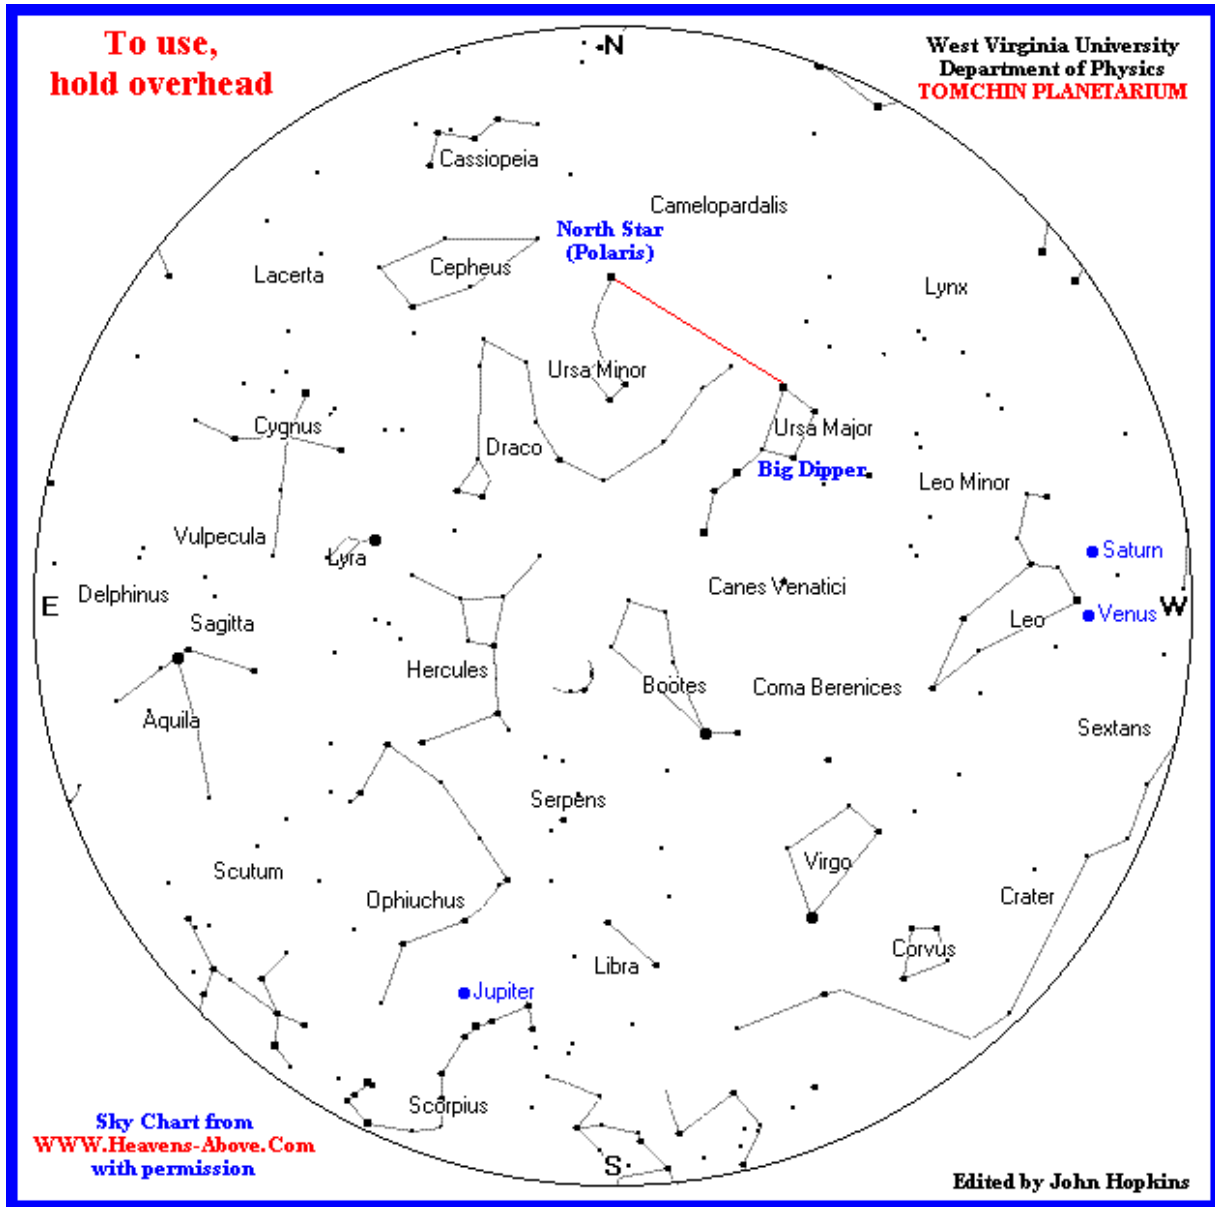 To use,
hold overhead
N
West Virginia University
Department of Physics
TOMCHIN PLANETARIUM
Cassiopeia
Camelopardalis
North Star
(Polaris)
Lacerta
Cepheus
Lynx
Ursa Minor
Cygnus
Draco
Ursa Major
Big Dipper
Leo Minor
Vulpecula
Lyra
Saturn
Delphinus
Canes Venatici
E
W
Sagitta
Leo
Venus
Hercules
Bootes
Coma Berenices
Aquila
Sextans
Serpens
Scutum
Virgo
Ophiuchus
Crater
Libra
Corvus
Jupiter
Scorpius
S
Sky Chart from
WWW.Heavens-Above.Com
with permission
Edited by John Hopkins